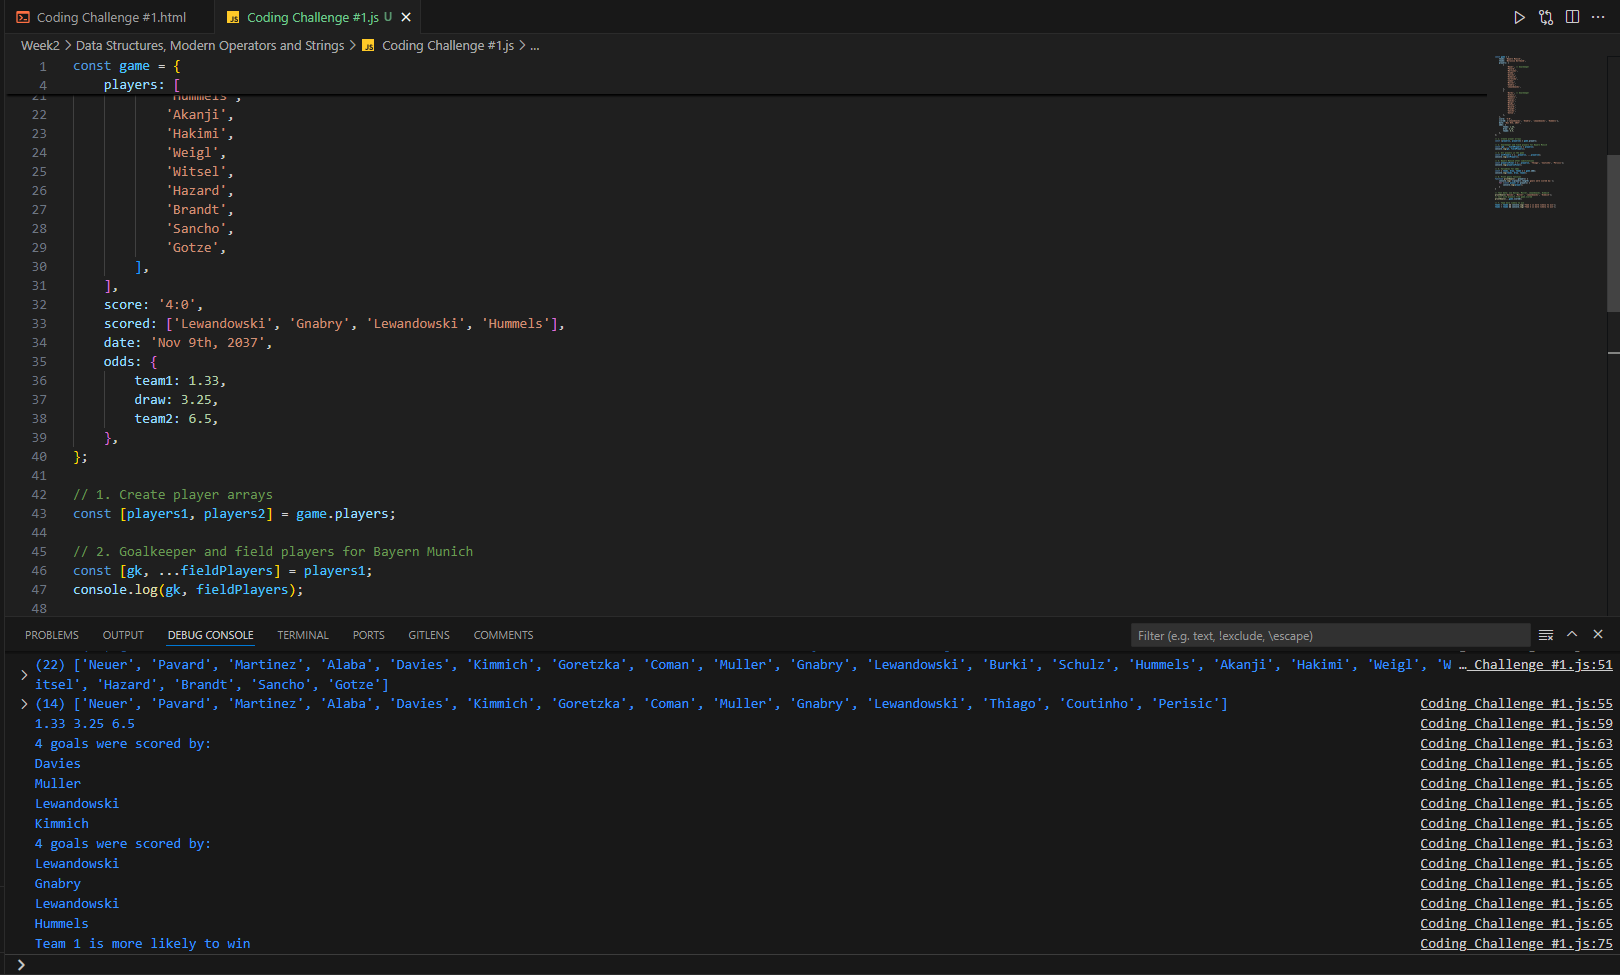 Coding Challenge #1.html
JS Coding Challenge #1.js U
Week2 > Data Structures, Modern Operators and Strings > JS Coding Challenge #1.js > ...
1 const game = {
4 players: [
21 'Hummels',
22 'Akanji',
23 'Hakimi',
24 'Weigl',
25 'Witsel',
26 'Hazard',
27 'Brandt',
28 'Sancho',
29 'Gotze',
30 ],
31 ],
32 score: '4:0',
33 scored: ['Lewandowski', 'Gnabry', 'Lewandowski', 'Hummels'],
34 date: 'Nov 9th, 2037',
35 odds: {
36 team1: 1.33,
37 draw: 3.25,
38 team2: 6.5,
39 },
40 };
41
42 // 1. Create player arrays
43 const [players1, players2] = game.players;
44
45 // 2. Goalkeeper and field players for Bayern Munich
46 const [gk, ...fieldPlayers] = players1;
47 console.log(gk, fieldPlayers);
48
PROBLEMS OUTPUT DEBUG CONSOLE TERMINAL PORTS GITLENS COMMENTS Filter (e.g. text, !exclude, \escape)
(22) ['Neuer', 'Pavard', 'Martinez', 'Alaba', 'Davies', 'Kimmich', 'Goretzka', 'Coman', 'Muller', 'Gnabry', 'Lewandowski', 'Burki', 'Schulz', 'Hummels', 'Akanji', 'Hakimi', 'Weigl', 'W … Challenge #1.js:51
itsel', 'Hazard', 'Brandt', 'Sancho', 'Gotze']
(14) ['Neuer', 'Pavard', 'Martinez', 'Alaba', 'Davies', 'Kimmich', 'Goretzka', 'Coman', 'Muller', 'Gnabry', 'Lewandowski', 'Thiago', 'Coutinho', 'Perisic'] Coding Challenge #1.js:55
1.33 3.25 6.5 Coding Challenge #1.js:59
4 goals were scored by: Coding Challenge #1.js:63
Davies Coding Challenge #1.js:65
Muller Coding Challenge #1.js:65
Lewandowski Coding Challenge #1.js:65
Kimmich Coding Challenge #1.js:65
4 goals were scored by: Coding Challenge #1.js:63
Lewandowski Coding Challenge #1.js:65
Gnabry Coding Challenge #1.js:65
Lewandowski Coding Challenge #1.js:65
Hummels Coding Challenge #1.js:65
Team 1 is more likely to win Coding Challenge #1.js:75